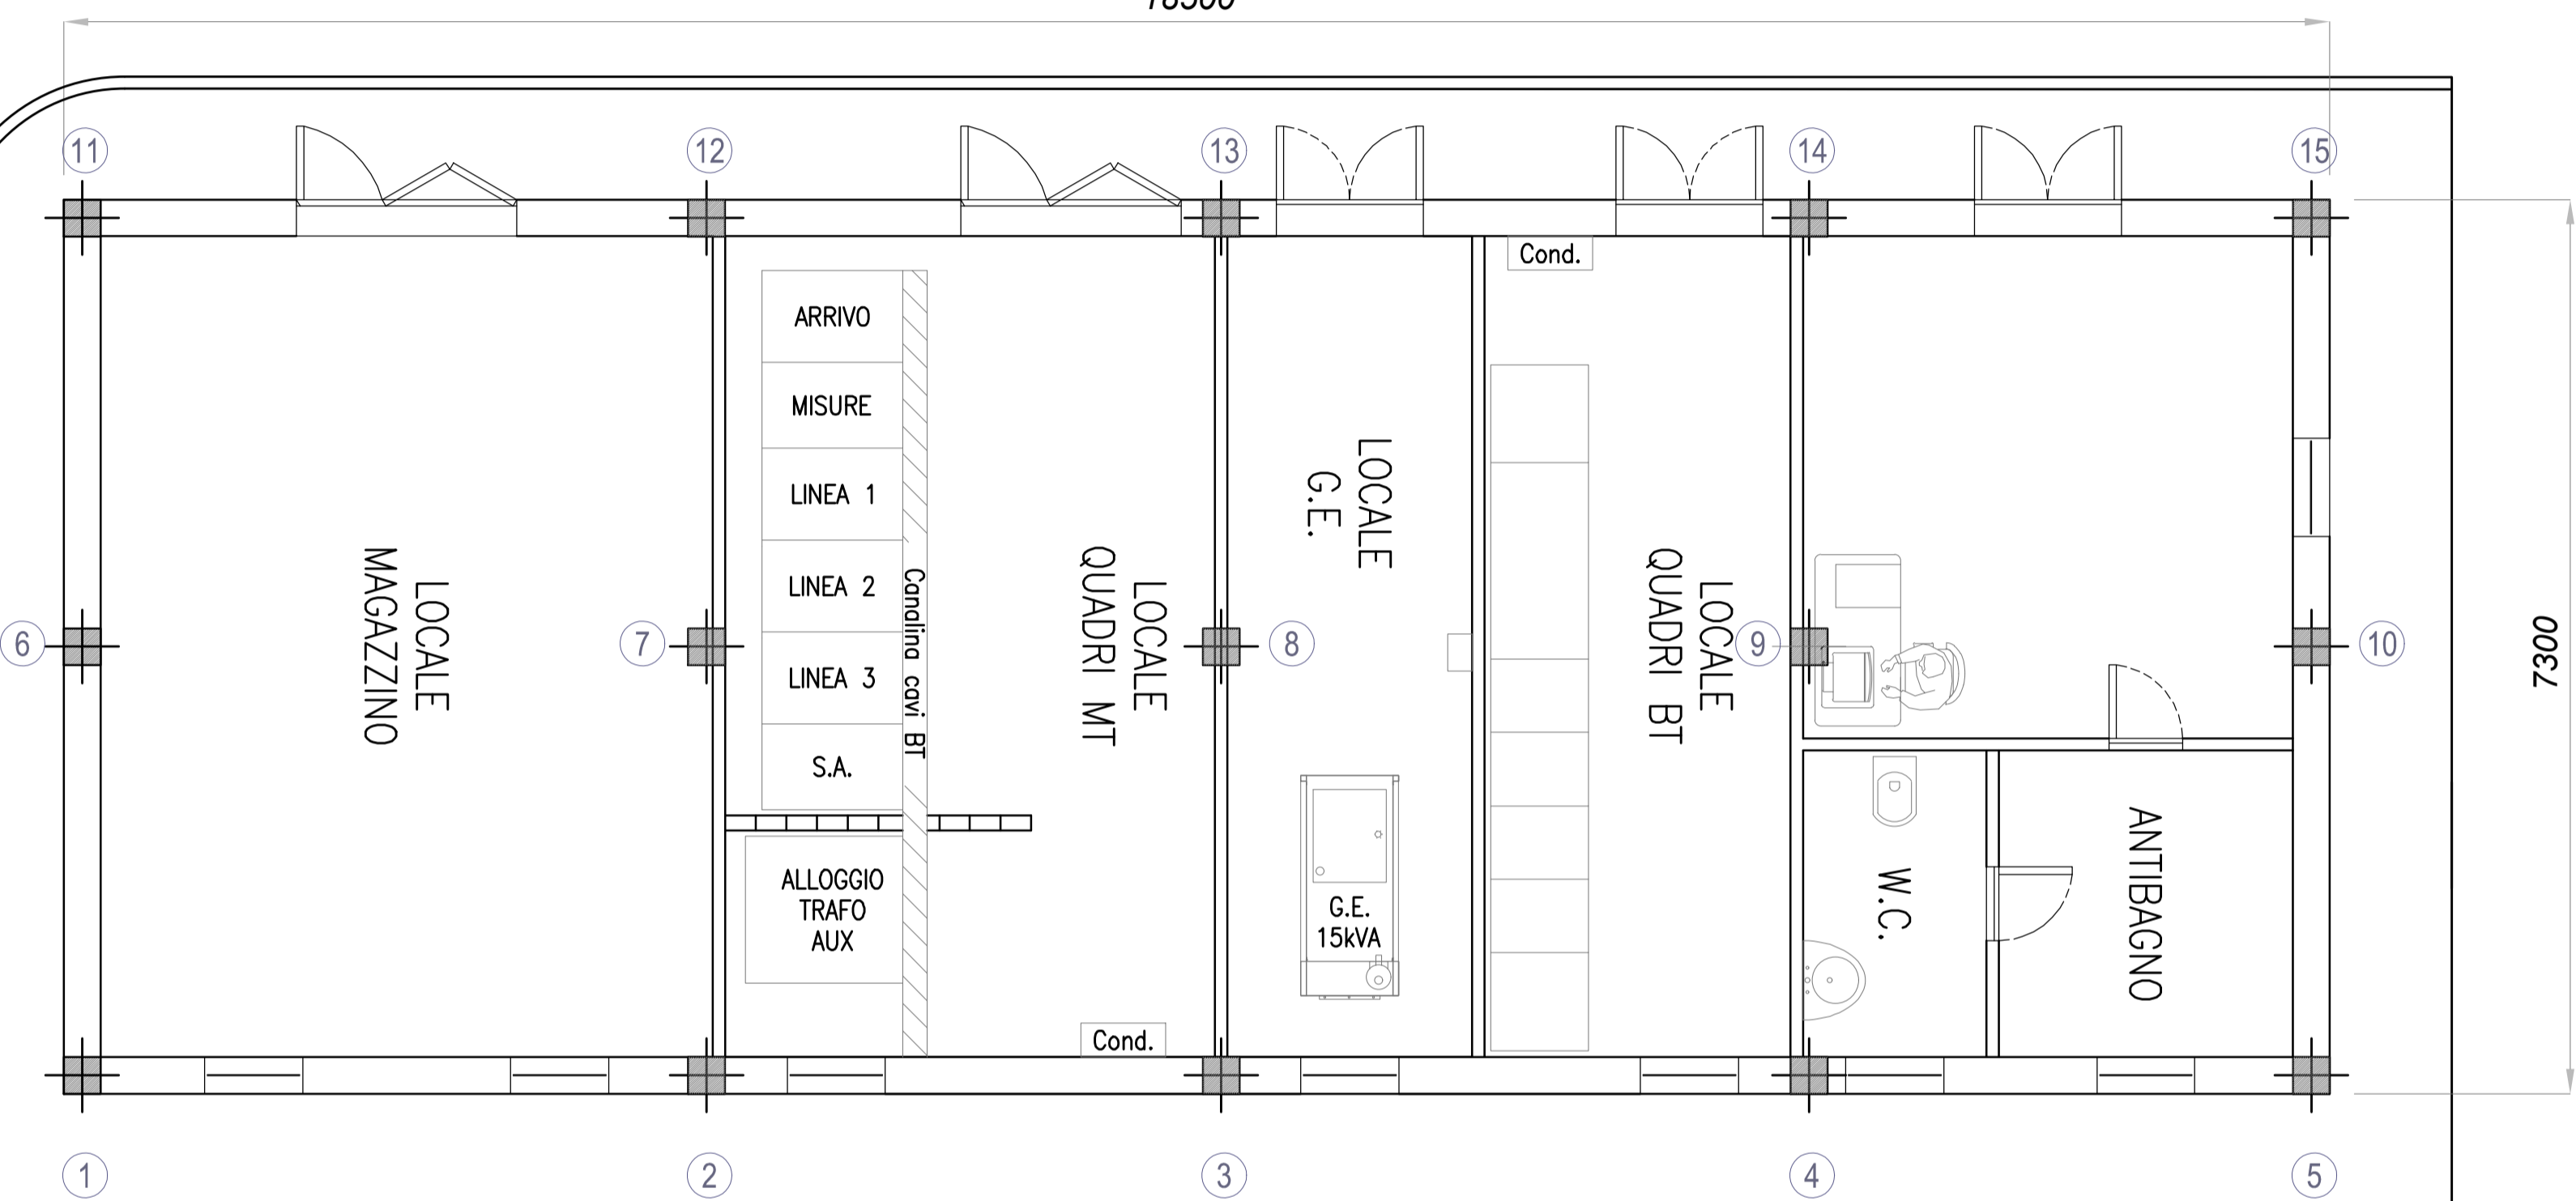 11
12
13
14
15
Cond.
ARRIVO
MISURE
LINEA 1
LINEA 2
LINEA 3
S.A.
Canalina cavi BT
ALLOGGIO
TRAFO
AUX
LOCALE
MAGAZZINO
LOCALE
QUADRI MT
LOCALE
G.E.
LOCALE
QUADRI BT
6
7
8
9
10
7300
G.E.
15kVA
W.C.
ANTIBAGNO
Cond.
1
2
3
4
5